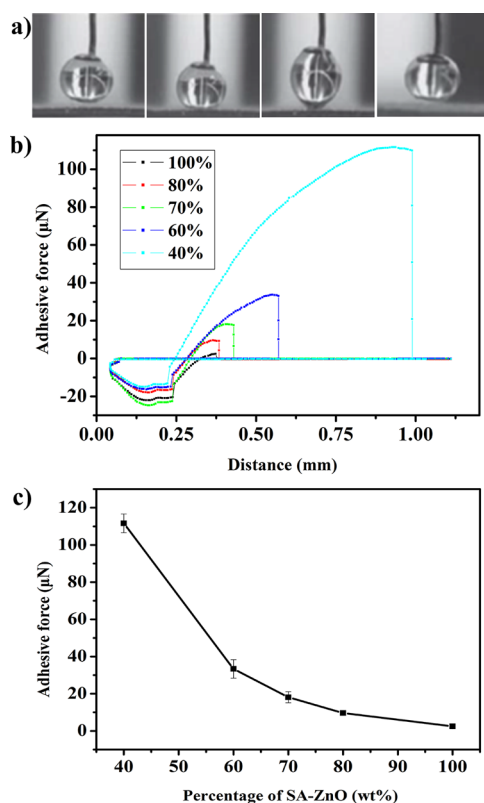 a)
b)
100%
80%
70%
60%
40%
Adhesive force (µN)
100
80
60
40
20
0
-20
0.00 0.25 0.50 0.75 1.00
Distance (mm)
c)
Adhesive force (µN)
120
100
80
60
40
20
0
40 50 60 70 80 90 100
Percentage of SA-ZnO (wt%)